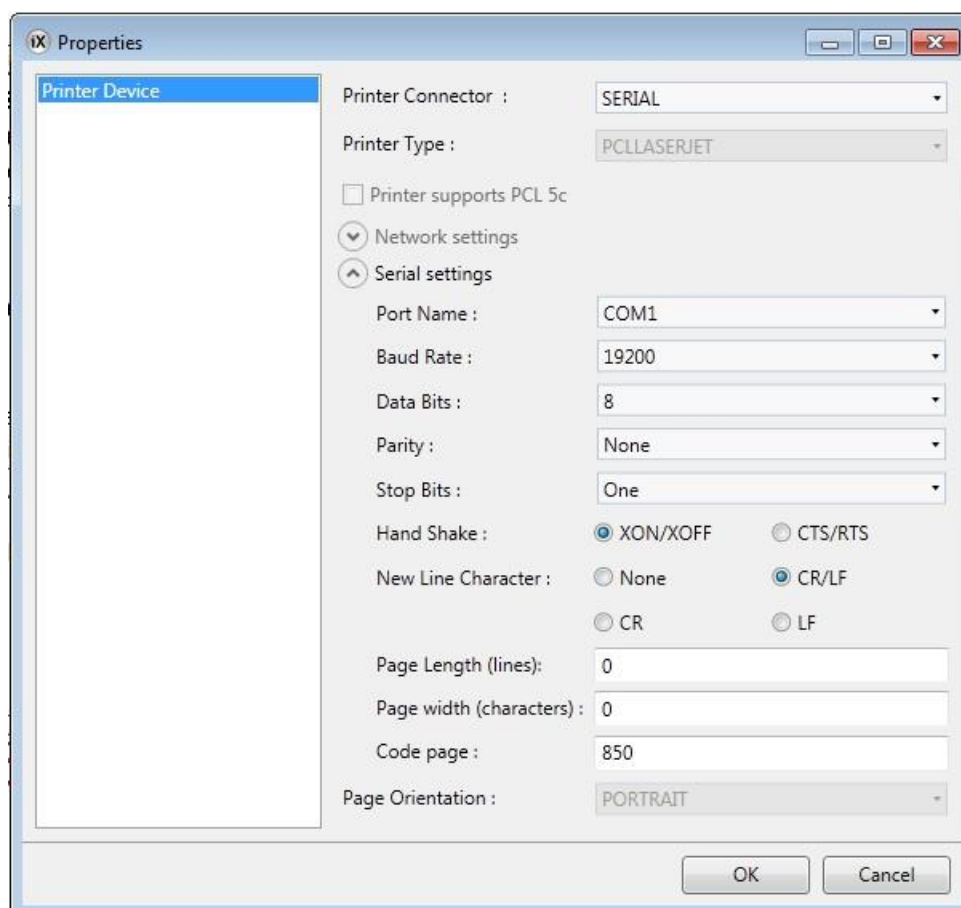 iX Properties
Printer Device
Printer Connector : SERIAL
Printer Type : PCLLASERJET
Printer supports PCL 5c
Network settings
Serial settings
Port Name : COM1
Baud Rate : 19200
Data Bits : 8
Parity : None
Stop Bits : One
Hand Shake : XON/XOFF CTS/RTS
New Line Character : None CR/LF
CR LF
Page Length (lines): 0
Page width (characters) : 0
Code page : 850
Page Orientation : PORTRAIT
OK Cancel